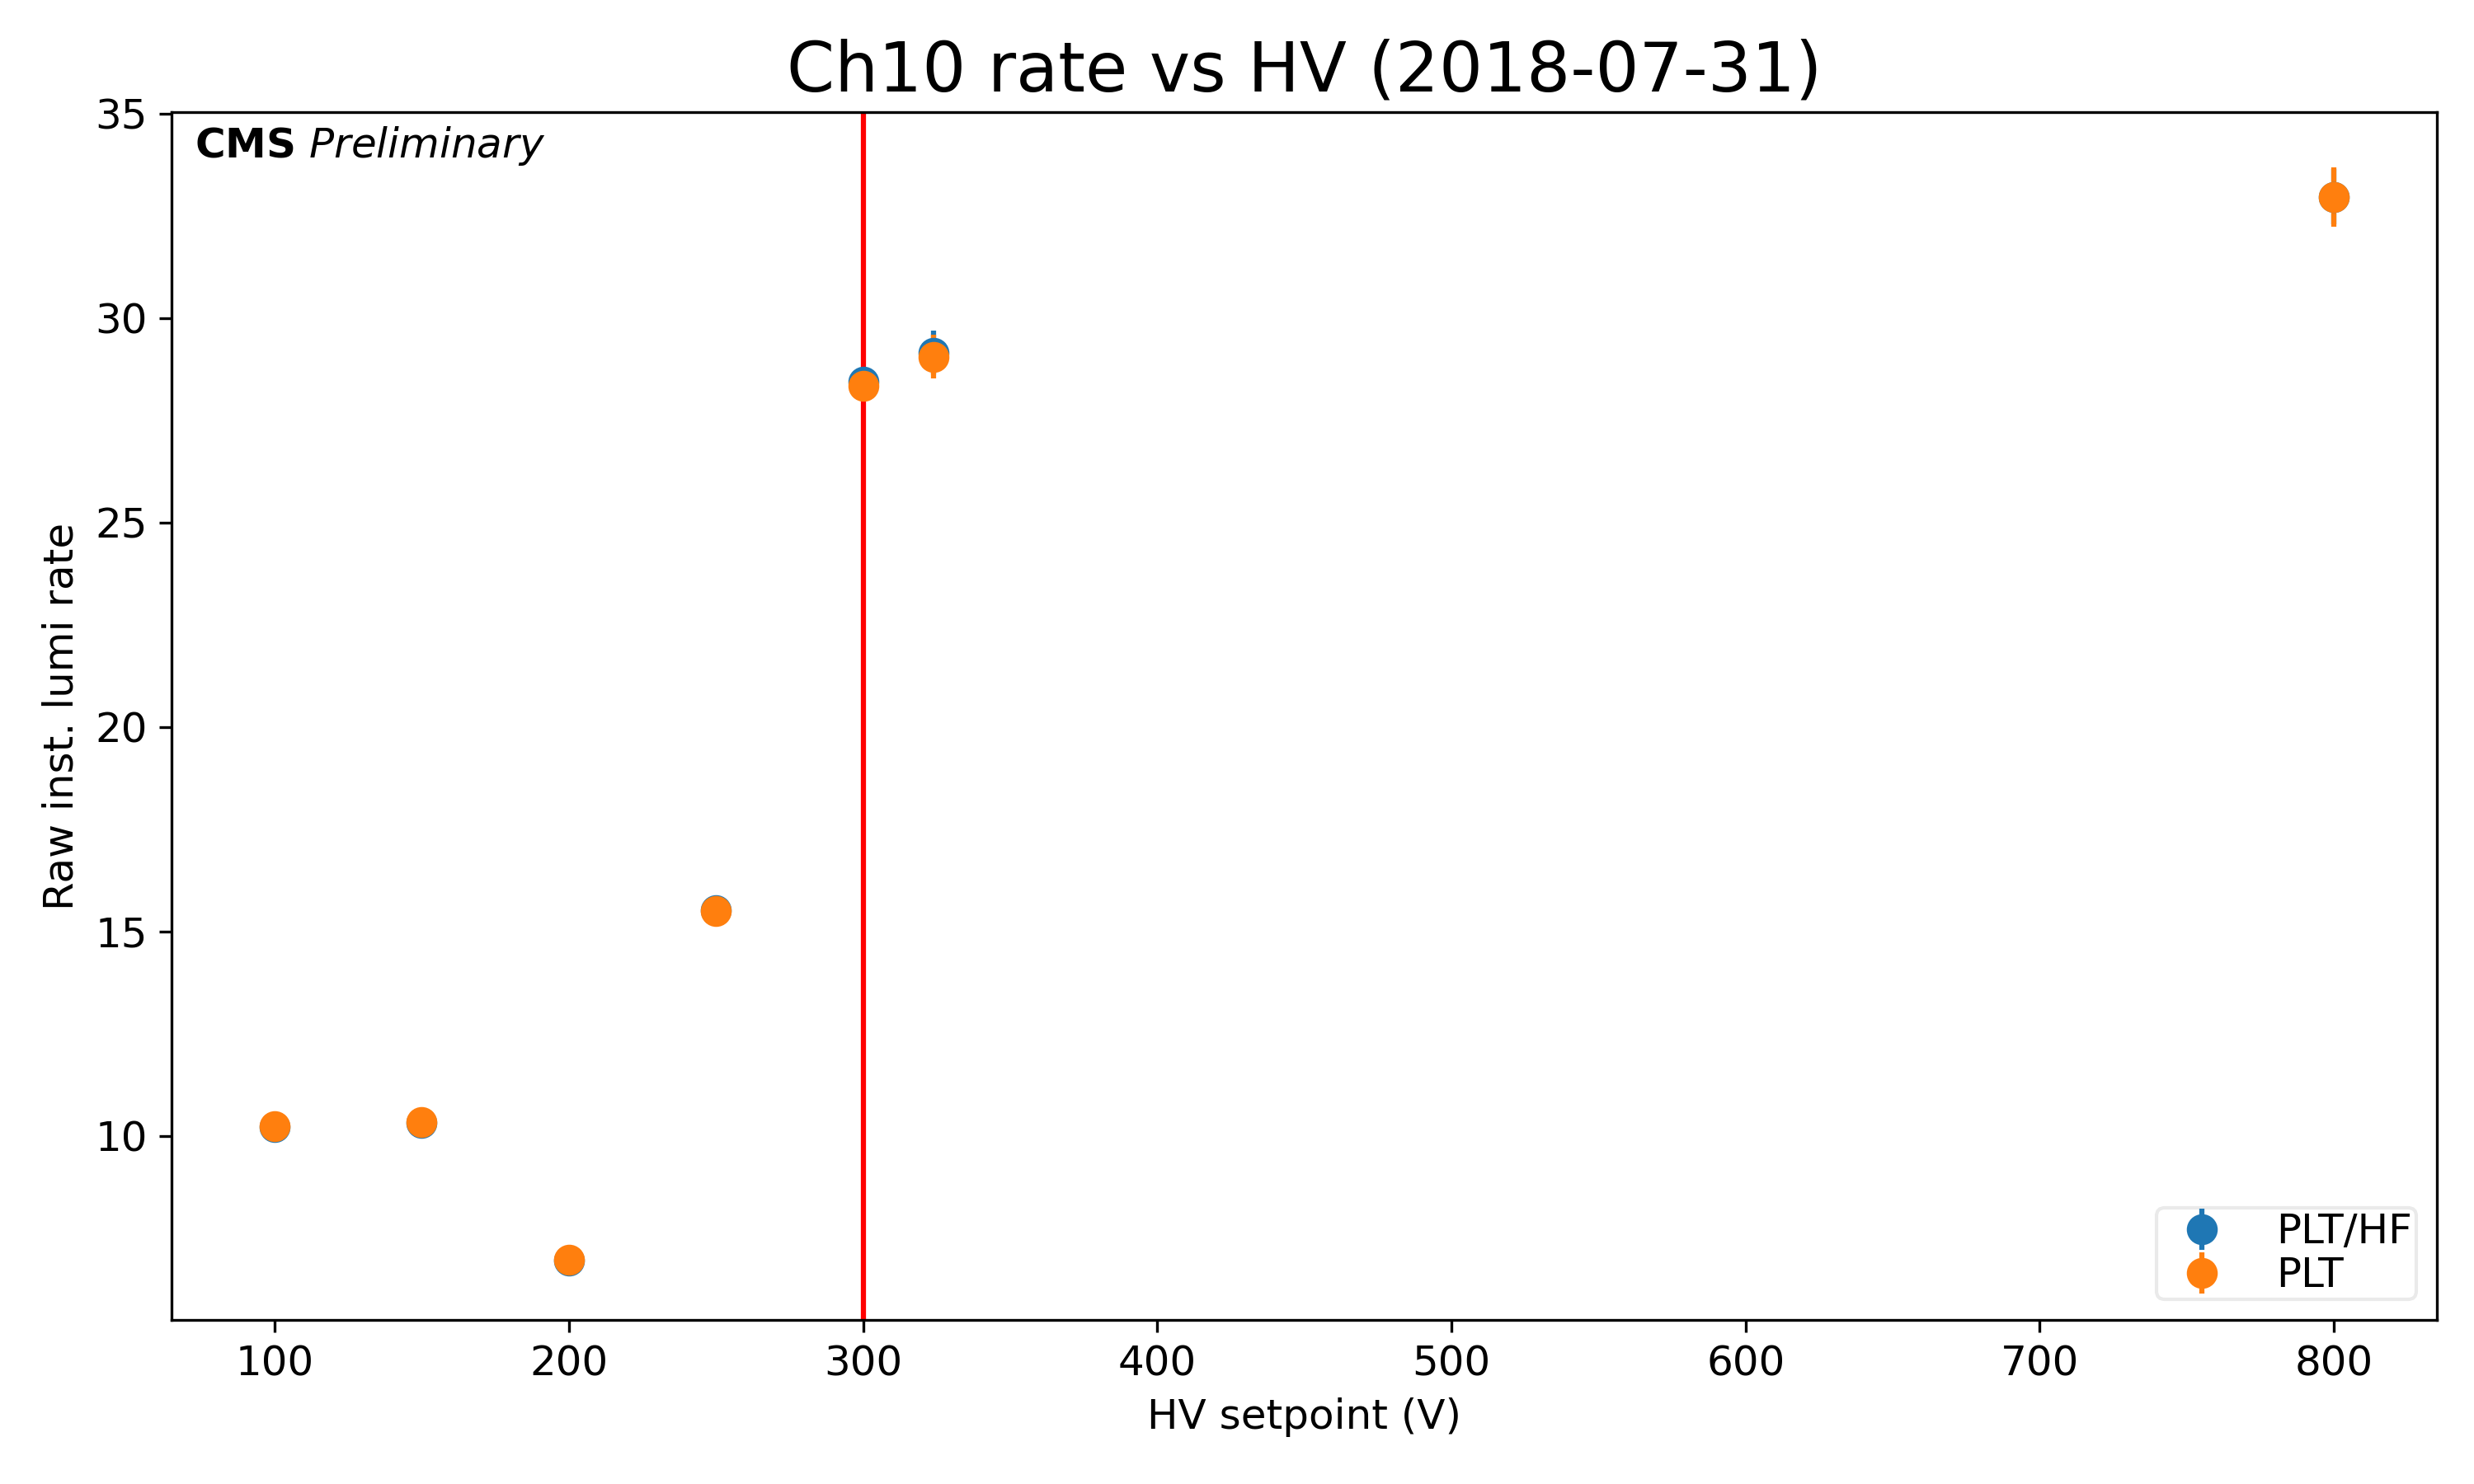 Ch10 rate vs HV (2018-07-31)
CMS Preliminary
35
30
25
20
15
10
Raw inst. lumi rate
PLT/HF
PLT
100 200 300 400 500 600 700 800
HV setpoint (V)